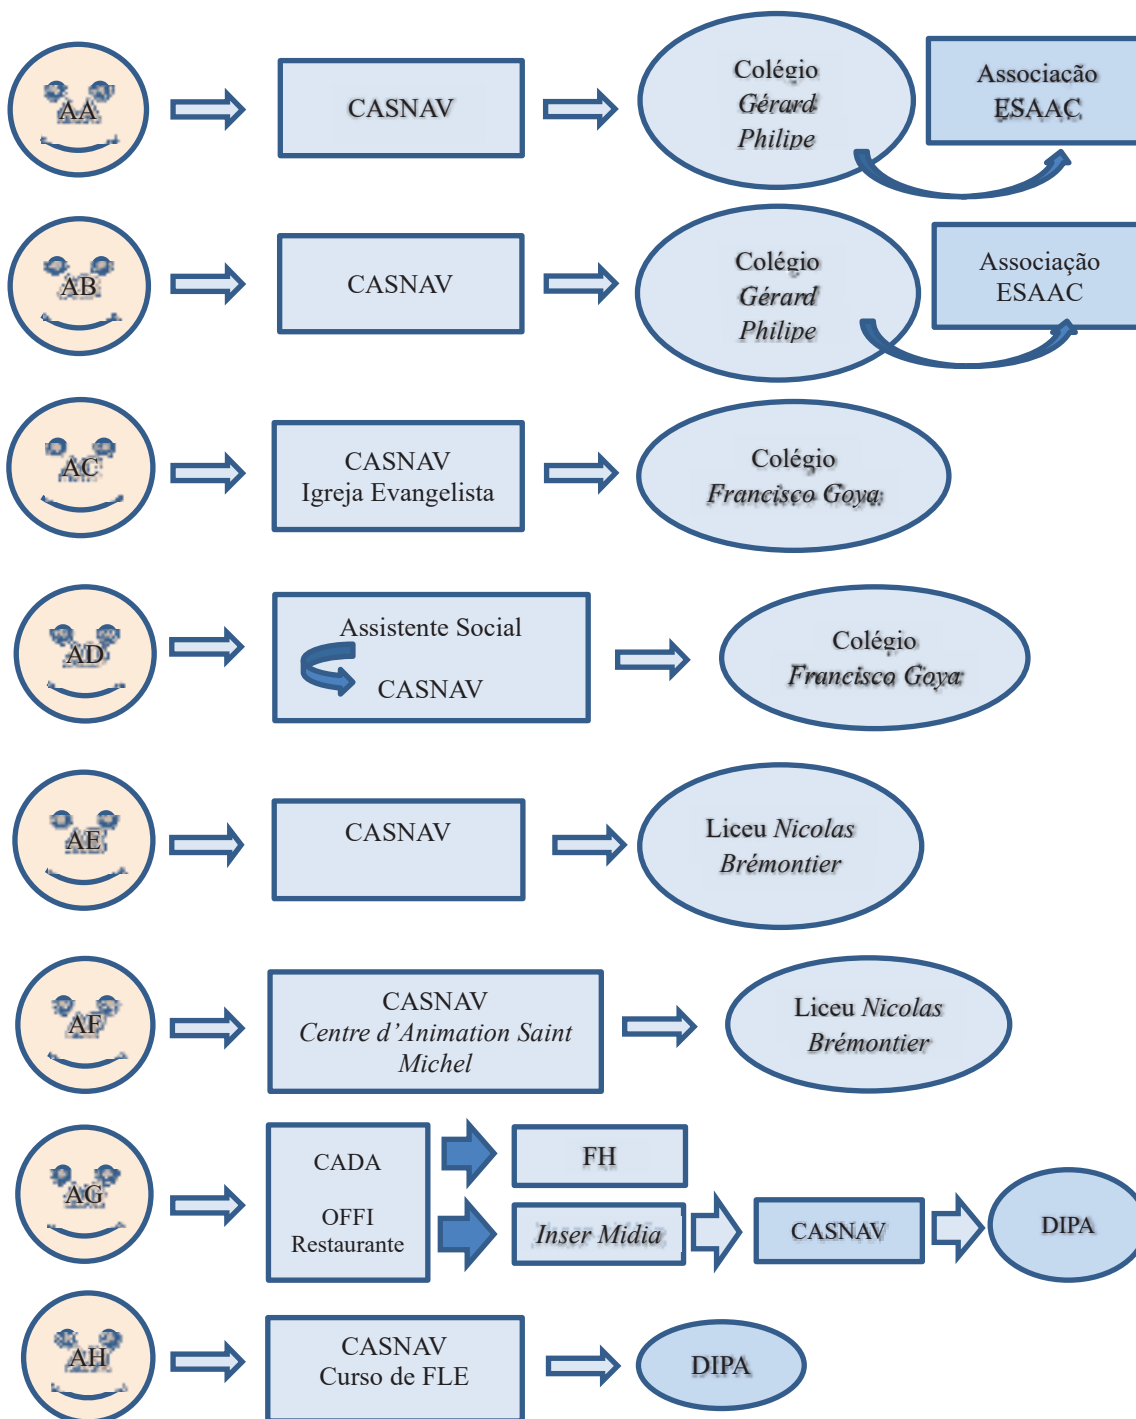 AA
CASNAV
Colégio
Gérard
Philipe
Associação
ESAAC
AB
CASNAV
Colégio
Gérard
Philipe
Associação
ESAAC
AC
CASNAV
Igreja Evangelista
Colégio
Francisco Goya
AD
Assistente Social
CASNAV
Colégio
Francisco Goya
AE
CASNAV
Liceu Nicolas
Brémontier
AF
CASNAV
Centre d’Animation Saint
Michel
Liceu Nicolas
Brémontier
AG
CADA
OFFI
Restaurante
FH
Inser Mídia
CASNAV
DIPA
AH
CASNAV
Curso de FLE
DIPA